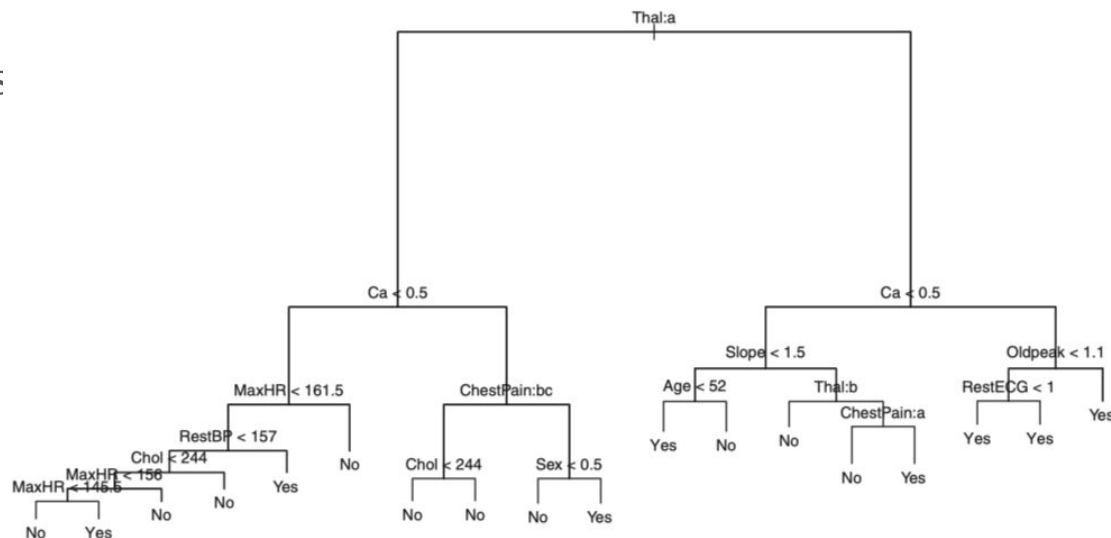 Thal:a
Ca < 0.5
Ca < 0.5
Slope < 1.5
Oldpeak < 1.1
MaxHR < 161.5
ChestPain:bc
Age < 52
Thal:b
RestECG < 1
ChestPain:a
Yes
RestBP < 157
Yes
No
No
Yes
Yes
Chol < 244
No
Chol < 244
Sex < 0.5
No
Yes
MaxHR < 156
Yes
MaxHR < 145.5
No
No
No
No
No
Yes
No
Yes